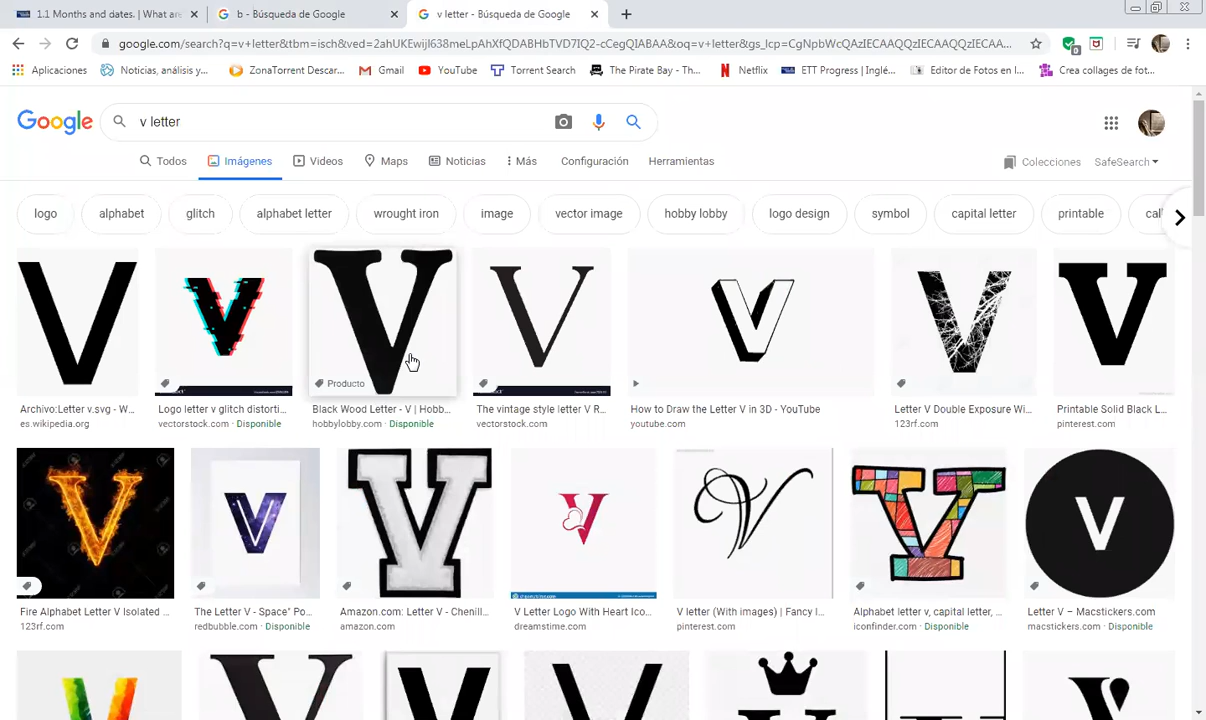 1.1 Months and dates. | What are
b - Búsqueda de Google
v letter - Búsqueda de Google
google.com/search?q=v+letter&tbm=isch&ved=2ahUKEwijl638meLpAhXfQDABHbTVD7IQ2-cCegQIABAA&oq=v+letter&gs_lcp=CgNpbWcQAzIECAAQQzIECAAQQzIECAAQQzIECAAQQzIECAAQQzIECA...
Aplicaciones
Noticias, análisis y...
ZonaTorrent Descar...
Gmail
YouTube
Torrent Search
The Pirate Bay - Th...
Netflix
ETT Progress | Inglé...
Editor de Fotos en l...
Crea collages de fot...
Google
v letter
Todos
Imágenes
Videos
Maps
Noticias
Más
Configuración
Herramientas
Colecciones
SafeSearch
logo
alphabet
glitch
alphabet letter
wrought iron
image
vector image
hobby lobby
logo design
symbol
capital letter
printable
cal
V
V
V
V
V
V
V
Producto
Archivo:Letter v.svg - W...
es.wikipedia.org
Logo letter v glitch distorti...
vectorstock.com · Disponible
Black Wood Letter - V | Hobb...
hobbylobby.com · Disponible
The vintage style letter V R...
vectorstock.com
How to Draw the Letter V in 3D - YouTube
youtube.com
Letter V Double Exposure Wi...
123rf.com
Printable Solid Black L...
pinterest.com
V
V
V
V
V
V
V
Fire Alphabet Letter V Isolated ...
123rf.com
The Letter V - Space" Po...
redbubble.com · Disponible
Amazon.com: Letter V - Chenill...
amazon.com
V Letter Logo With Heart Ico...
dreamstime.com
V letter (With images) | Fancy l...
pinterest.com
Alphabet letter v, capital letter, ...
iconfinder.com · Disponible
Letter V – Macstickers.com
macstickers.com · Disponible